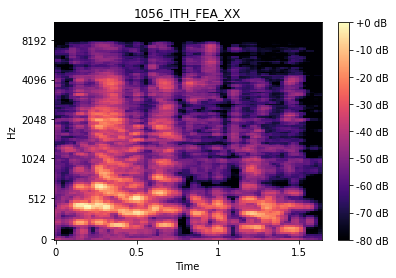 1056_ITH_FEA_XX
Hz
8192
4096
2048
1024
512
0
0
0.5
1
1.5
Time
+0 dB
-10 dB
-20 dB
-30 dB
-40 dB
-50 dB
-60 dB
-70 dB
-80 dB